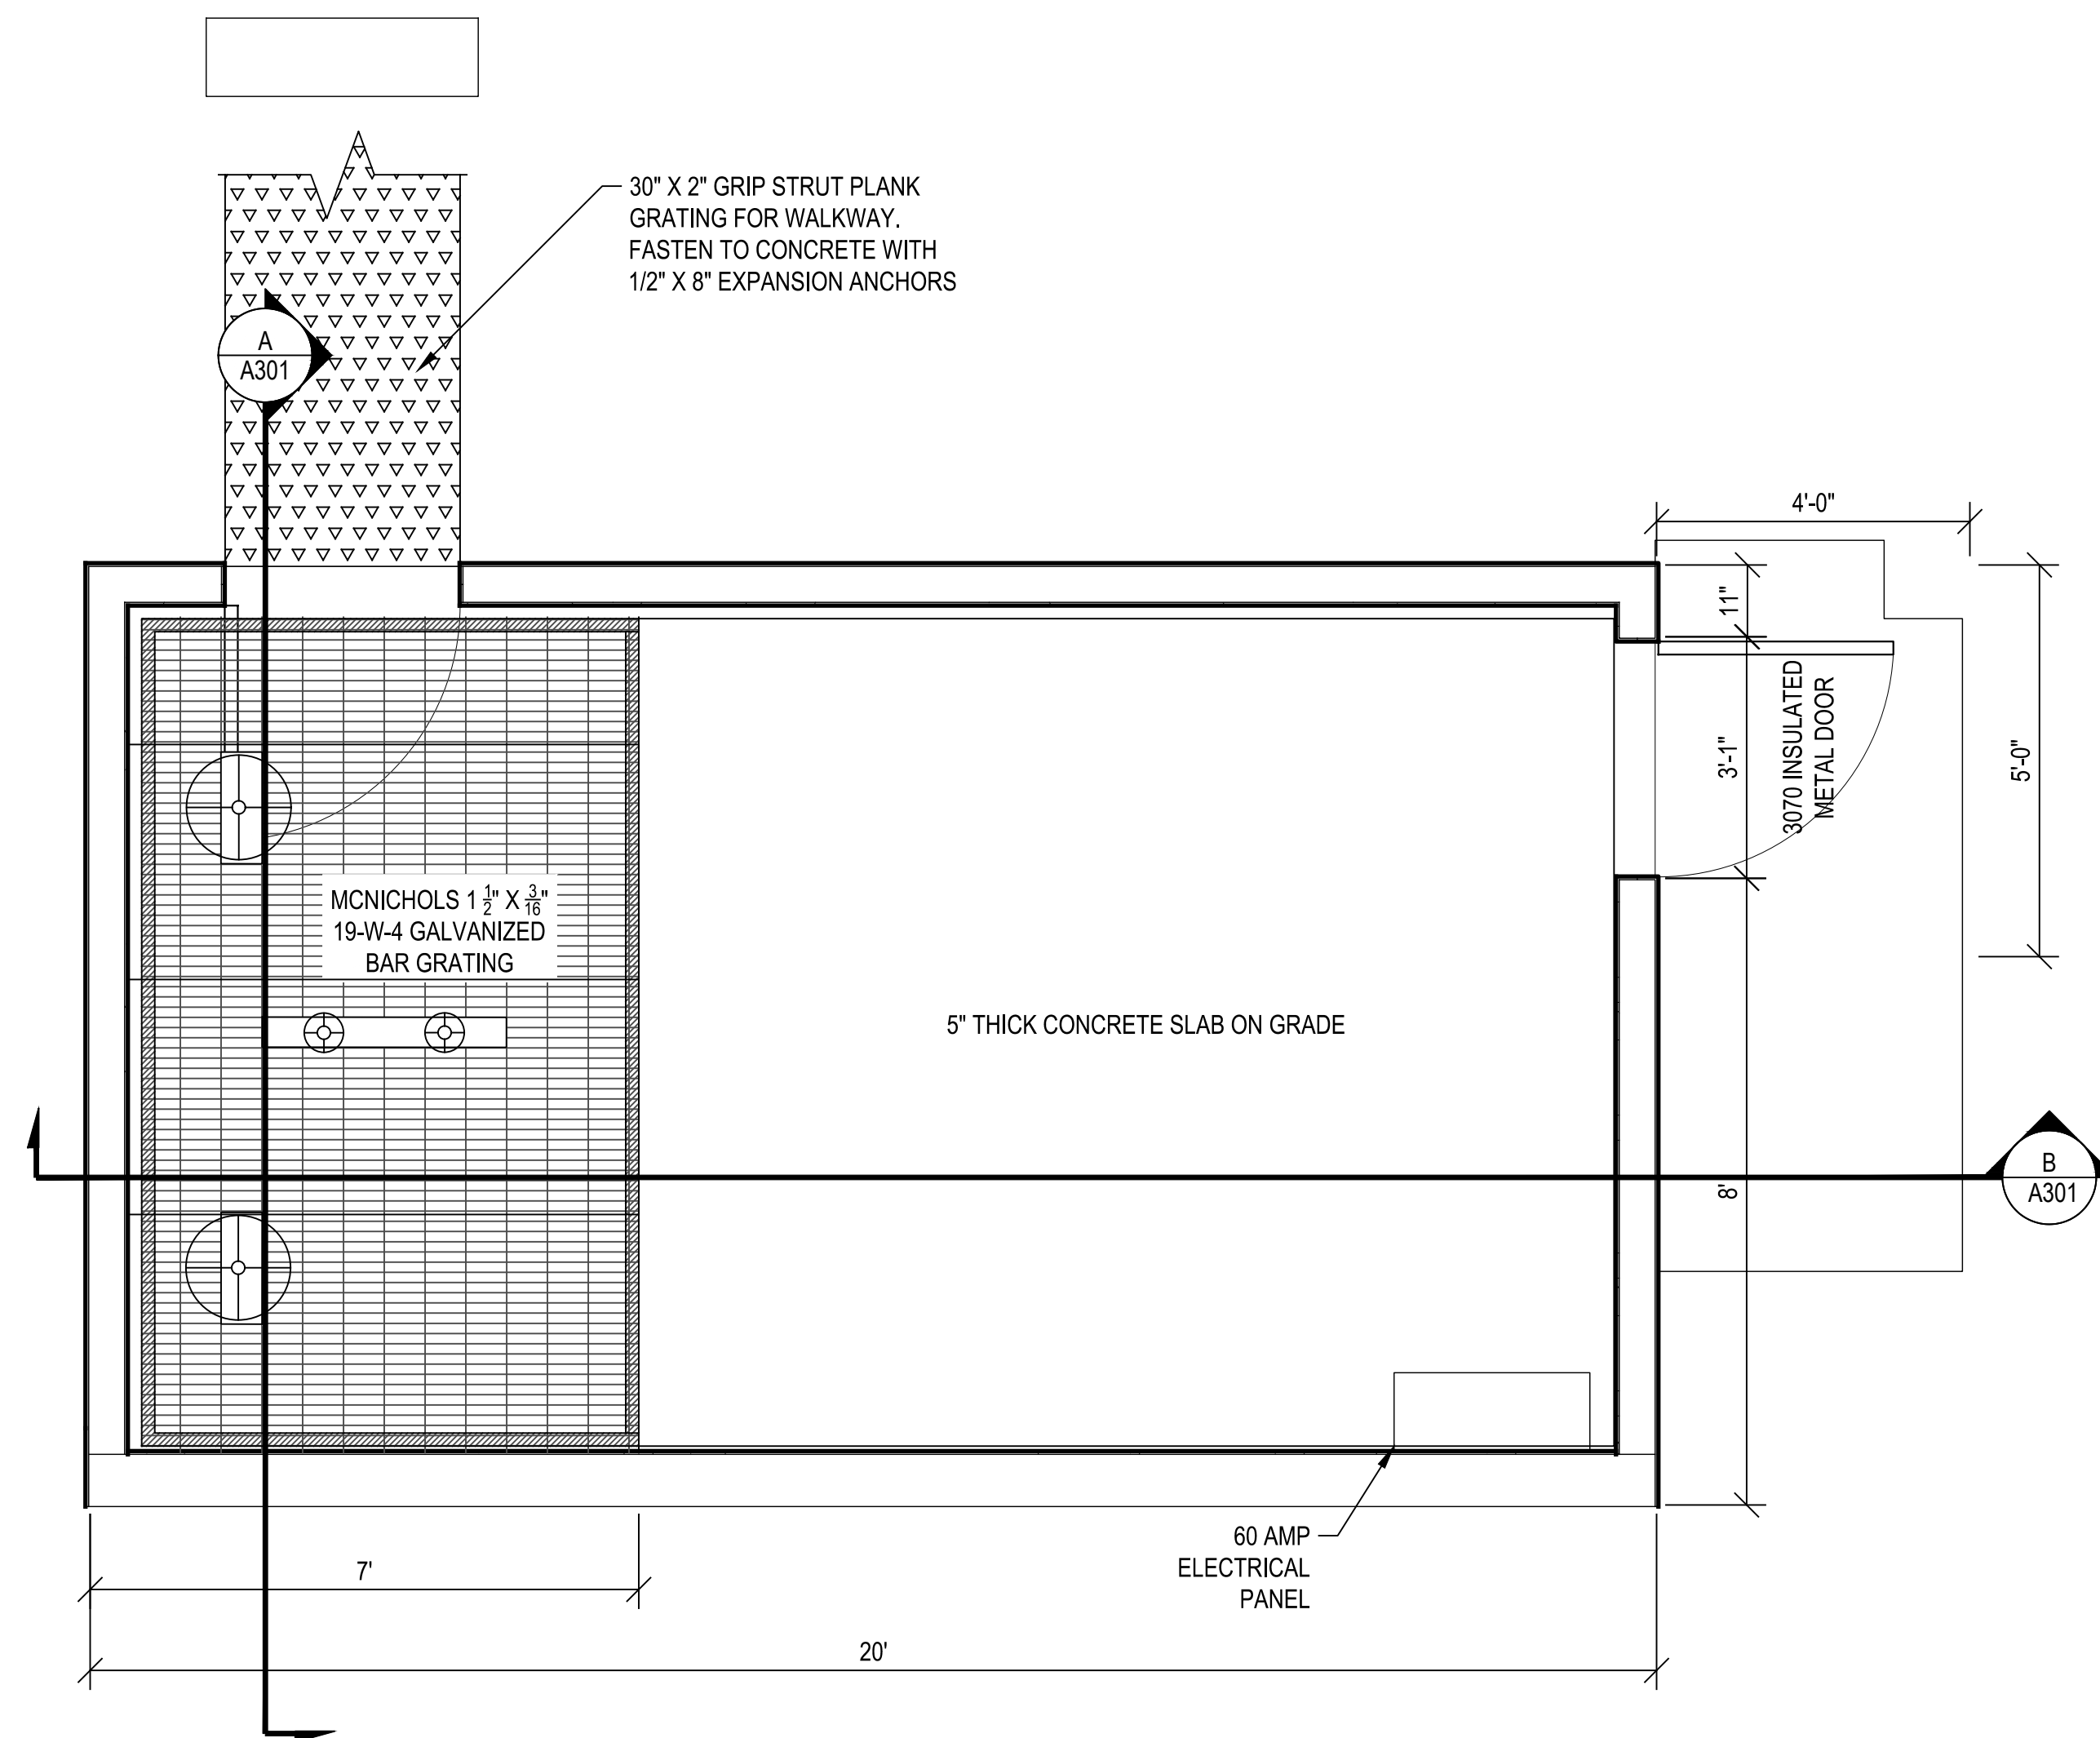 30" X 2" GRIP STRUT PLANK
GRATING FOR WALKWAY.
FASTEN TO CONCRETE WITH
1/2" X 8" EXPANSION ANCHORS
A
A301
4'-0"
11"
3'-1"
3070 INSULATED
METAL DOOR
5'-0"
MCNICHOLS 1 1/2" X 3/16"
19-W-4 GALVANIZED
BAR GRATING
5" THICK CONCRETE SLAB ON GRADE
8'
B
A301
60 AMP
ELECTRICAL
PANEL
7'
20'